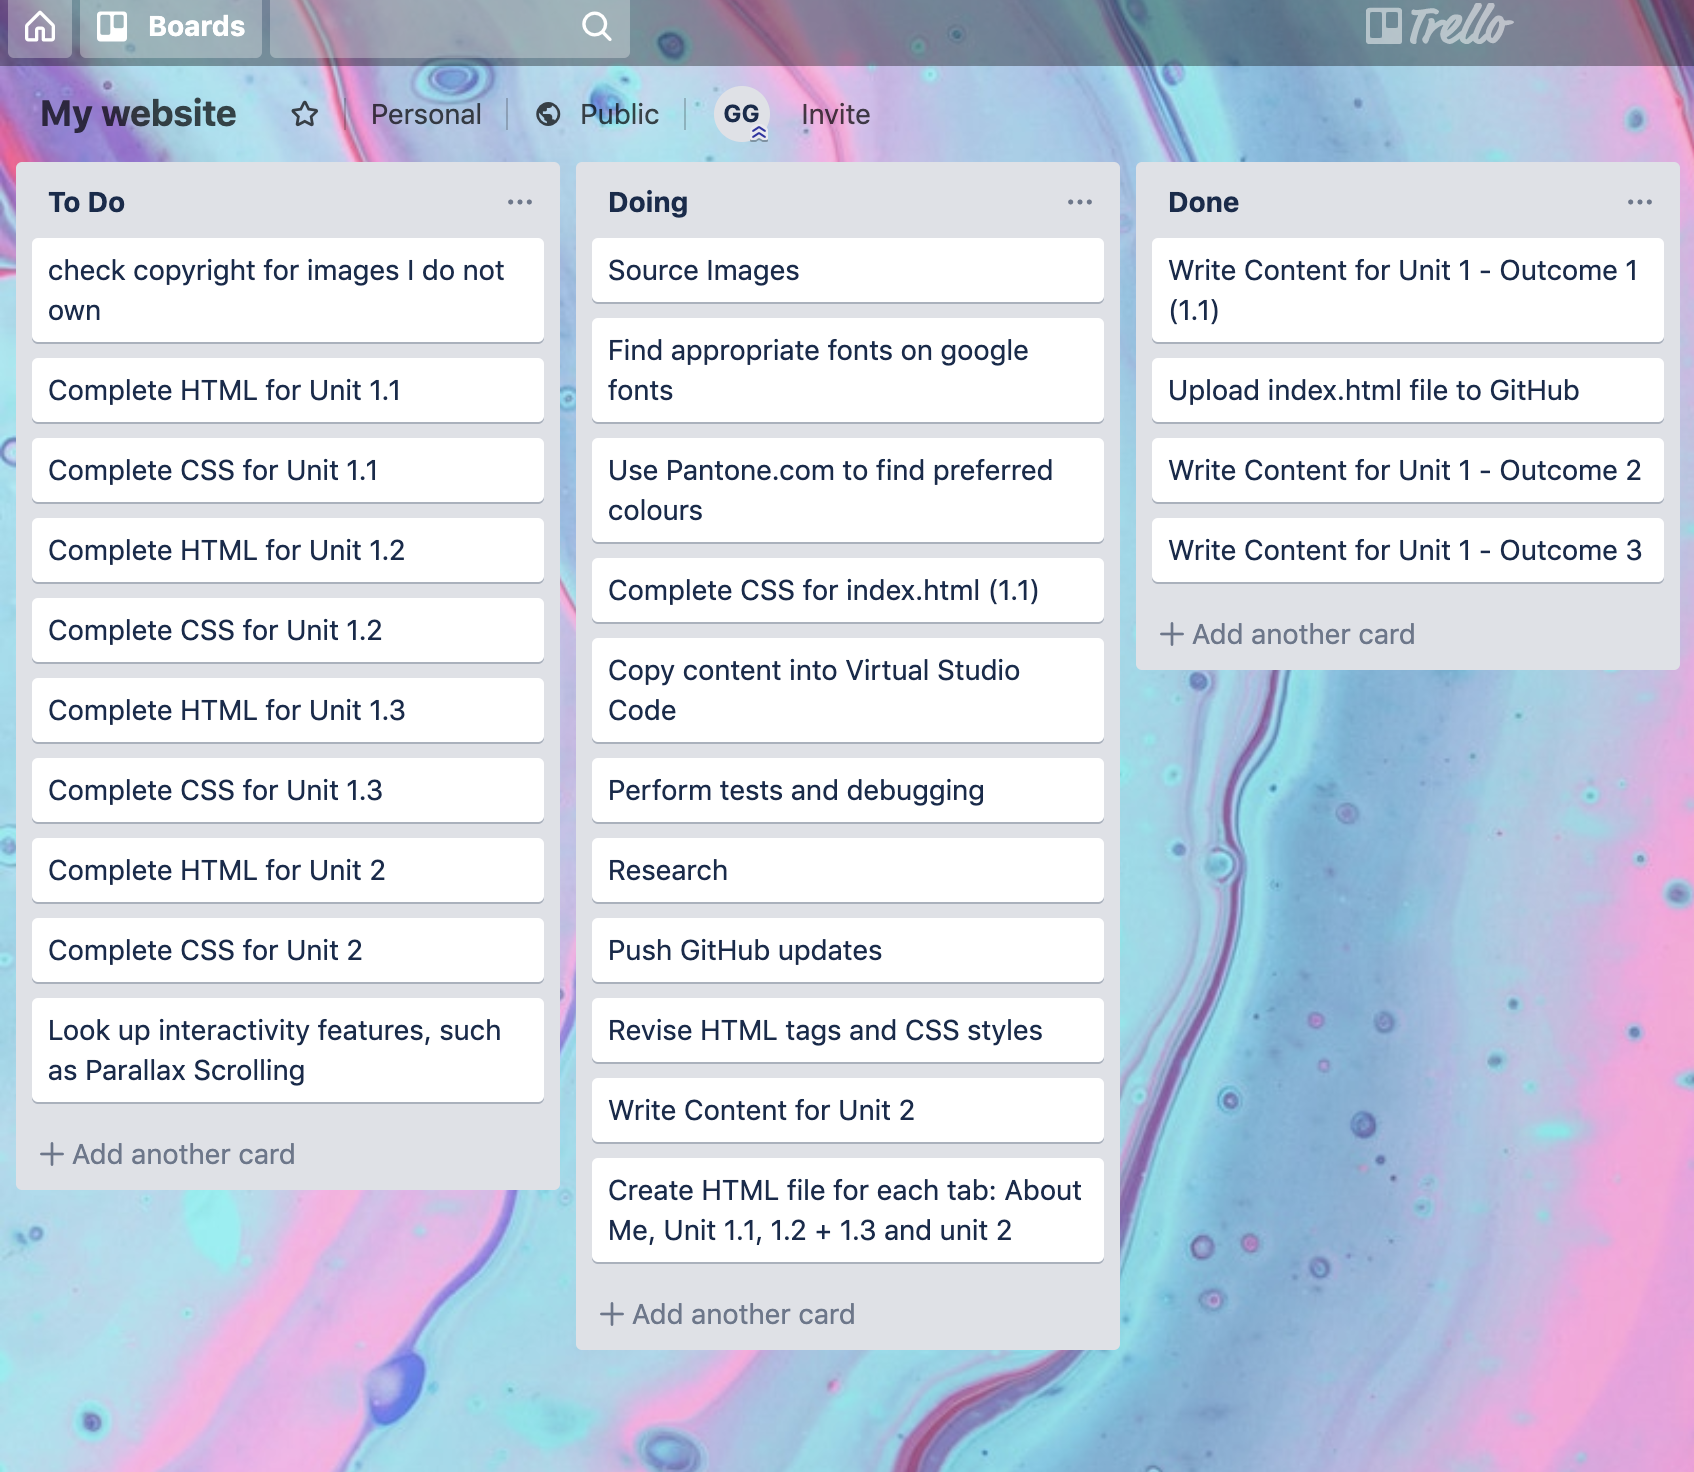 Boards
Trello
My website
Personal
Public
GG
Invite
To Do
check copyright for images I do not
own
Complete HTML for Unit 1.1
Complete CSS for Unit 1.1
Complete HTML for Unit 1.2
Complete CSS for Unit 1.2
Complete HTML for Unit 1.3
Complete CSS for Unit 1.3
Complete HTML for Unit 2
Complete CSS for Unit 2
Look up interactivity features, such
as Parallax Scrolling
+ Add another card
Doing
Source Images
Find appropriate fonts on google
fonts
Use Pantone.com to find preferred
colours
Complete CSS for index.html (1.1)
Copy content into Virtual Studio
Code
Perform tests and debugging
Research
Push GitHub updates
Revise HTML tags and CSS styles
Write Content for Unit 2
Create HTML file for each tab: About
Me, Unit 1.1, 1.2 + 1.3 and unit 2
+ Add another card
Done
Write Content for Unit 1 - Outcome 1
(1.1)
Upload index.html file to GitHub
Write Content for Unit 1 - Outcome 2
Write Content for Unit 1 - Outcome 3
+ Add another card